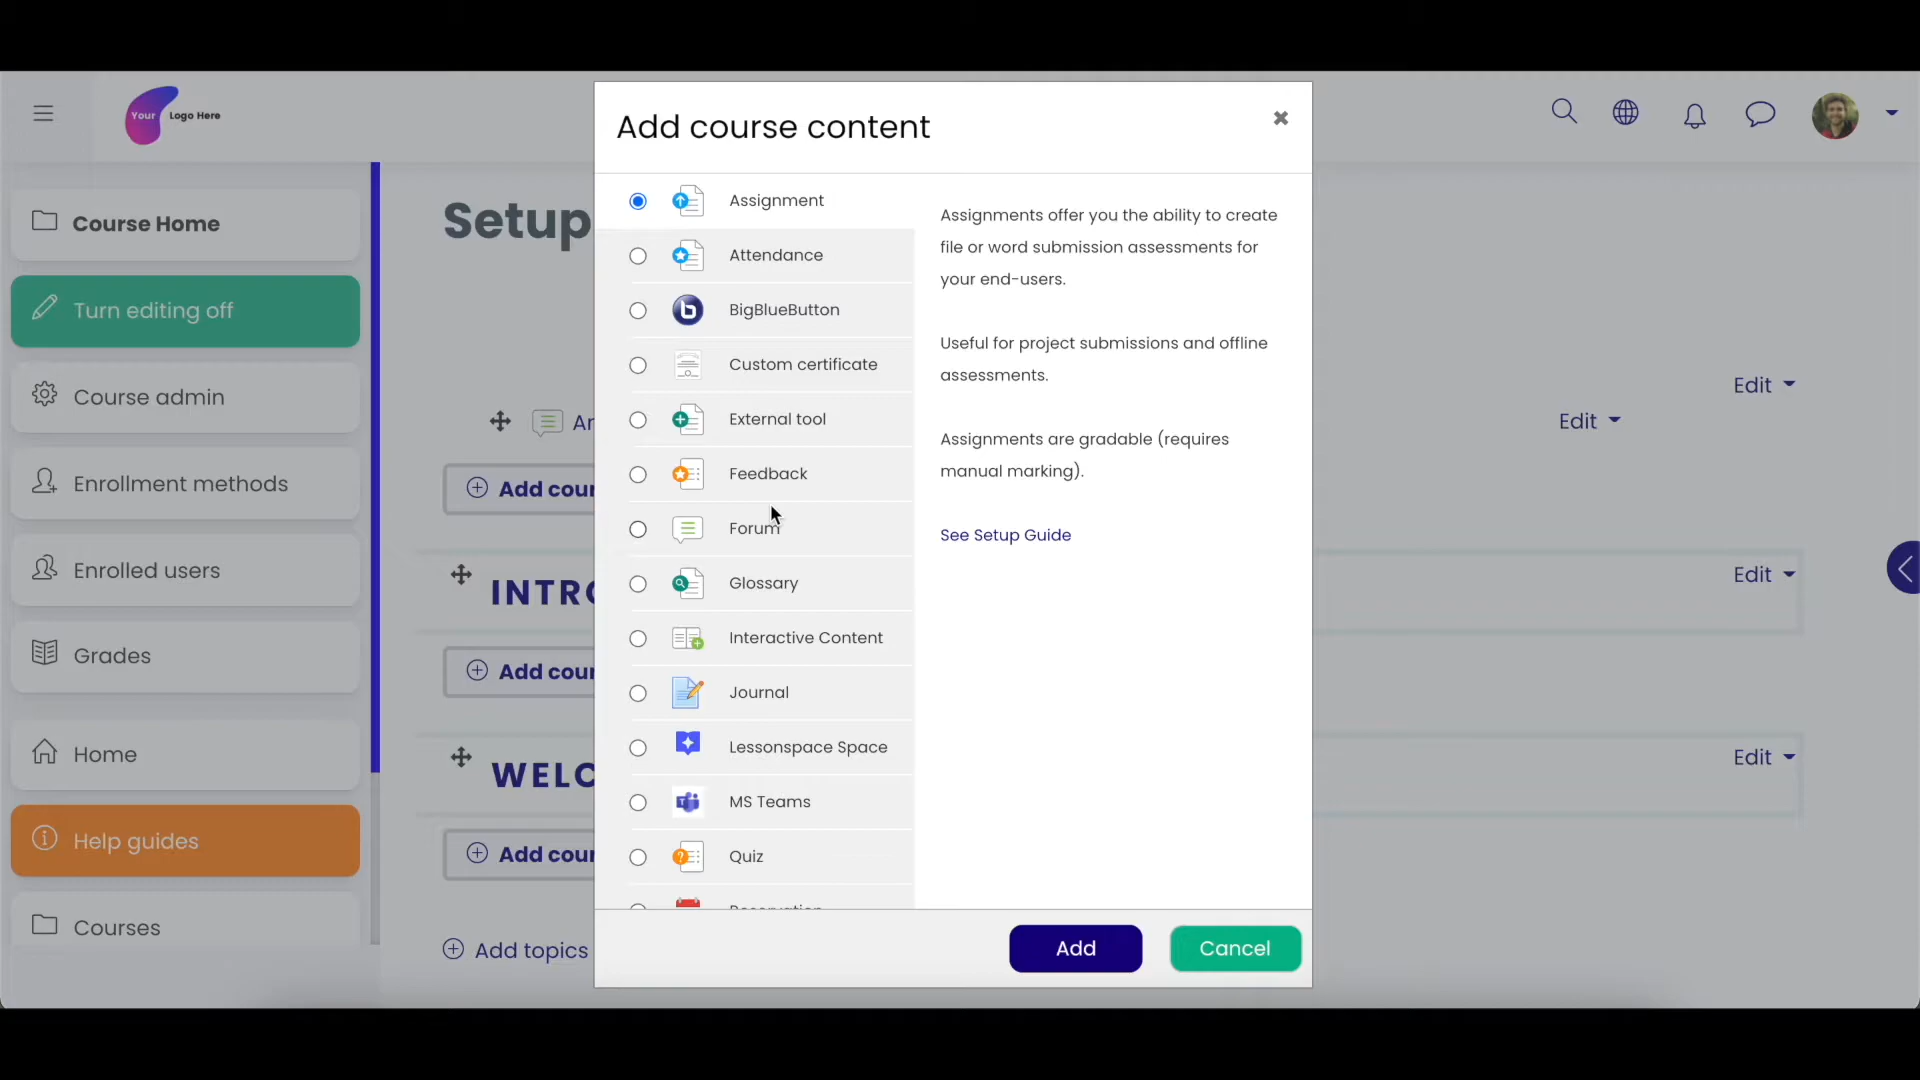 Your Logo Here
Course Home
Turn editing off
Course admin
Enrollment methods
Enrolled users
Grades
Home
Help guides
Courses
Setup
Edit
Edit
Add cour
INTRO
Edit
Add cour
WELC
Edit
Add cour
Add topics
Add course content
Assignment
Attendance
BigBlueButton
Custom certificate
External tool
Feedback
Forum
Glossary
Interactive Content
Journal
Lessonspace Space
MS Teams
Quiz
Assignments offer you the ability to create
file or word submission assessments for
your end-users.
Useful for project submissions and offline
assessments.
Assignments are gradable (requires
manual marking).
See Setup Guide
Add
Cancel